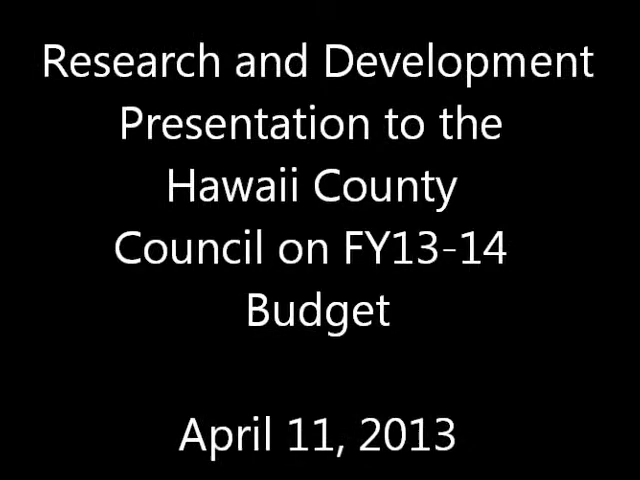 Research and Development
Presentation to the
Hawaii County
Council on FY13-14
Budget
April 11, 2013